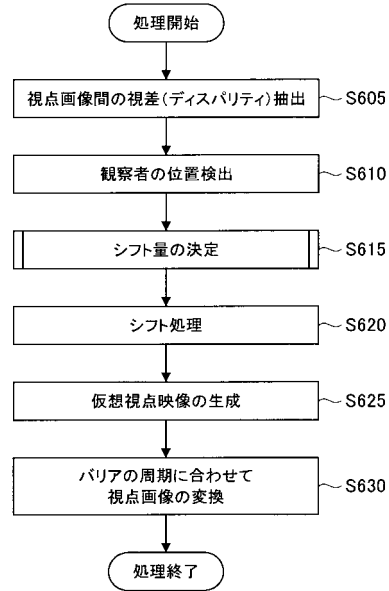 処理開始
視点画像間の視差(ディスパリティ)抽出
S605
観察者の位置検出
S610
シフト量の決定
S615
シフト処理
S620
仮想視点映像の生成
S625
バリアの周期に合わせて
視点画像の変換
S630
処理終了